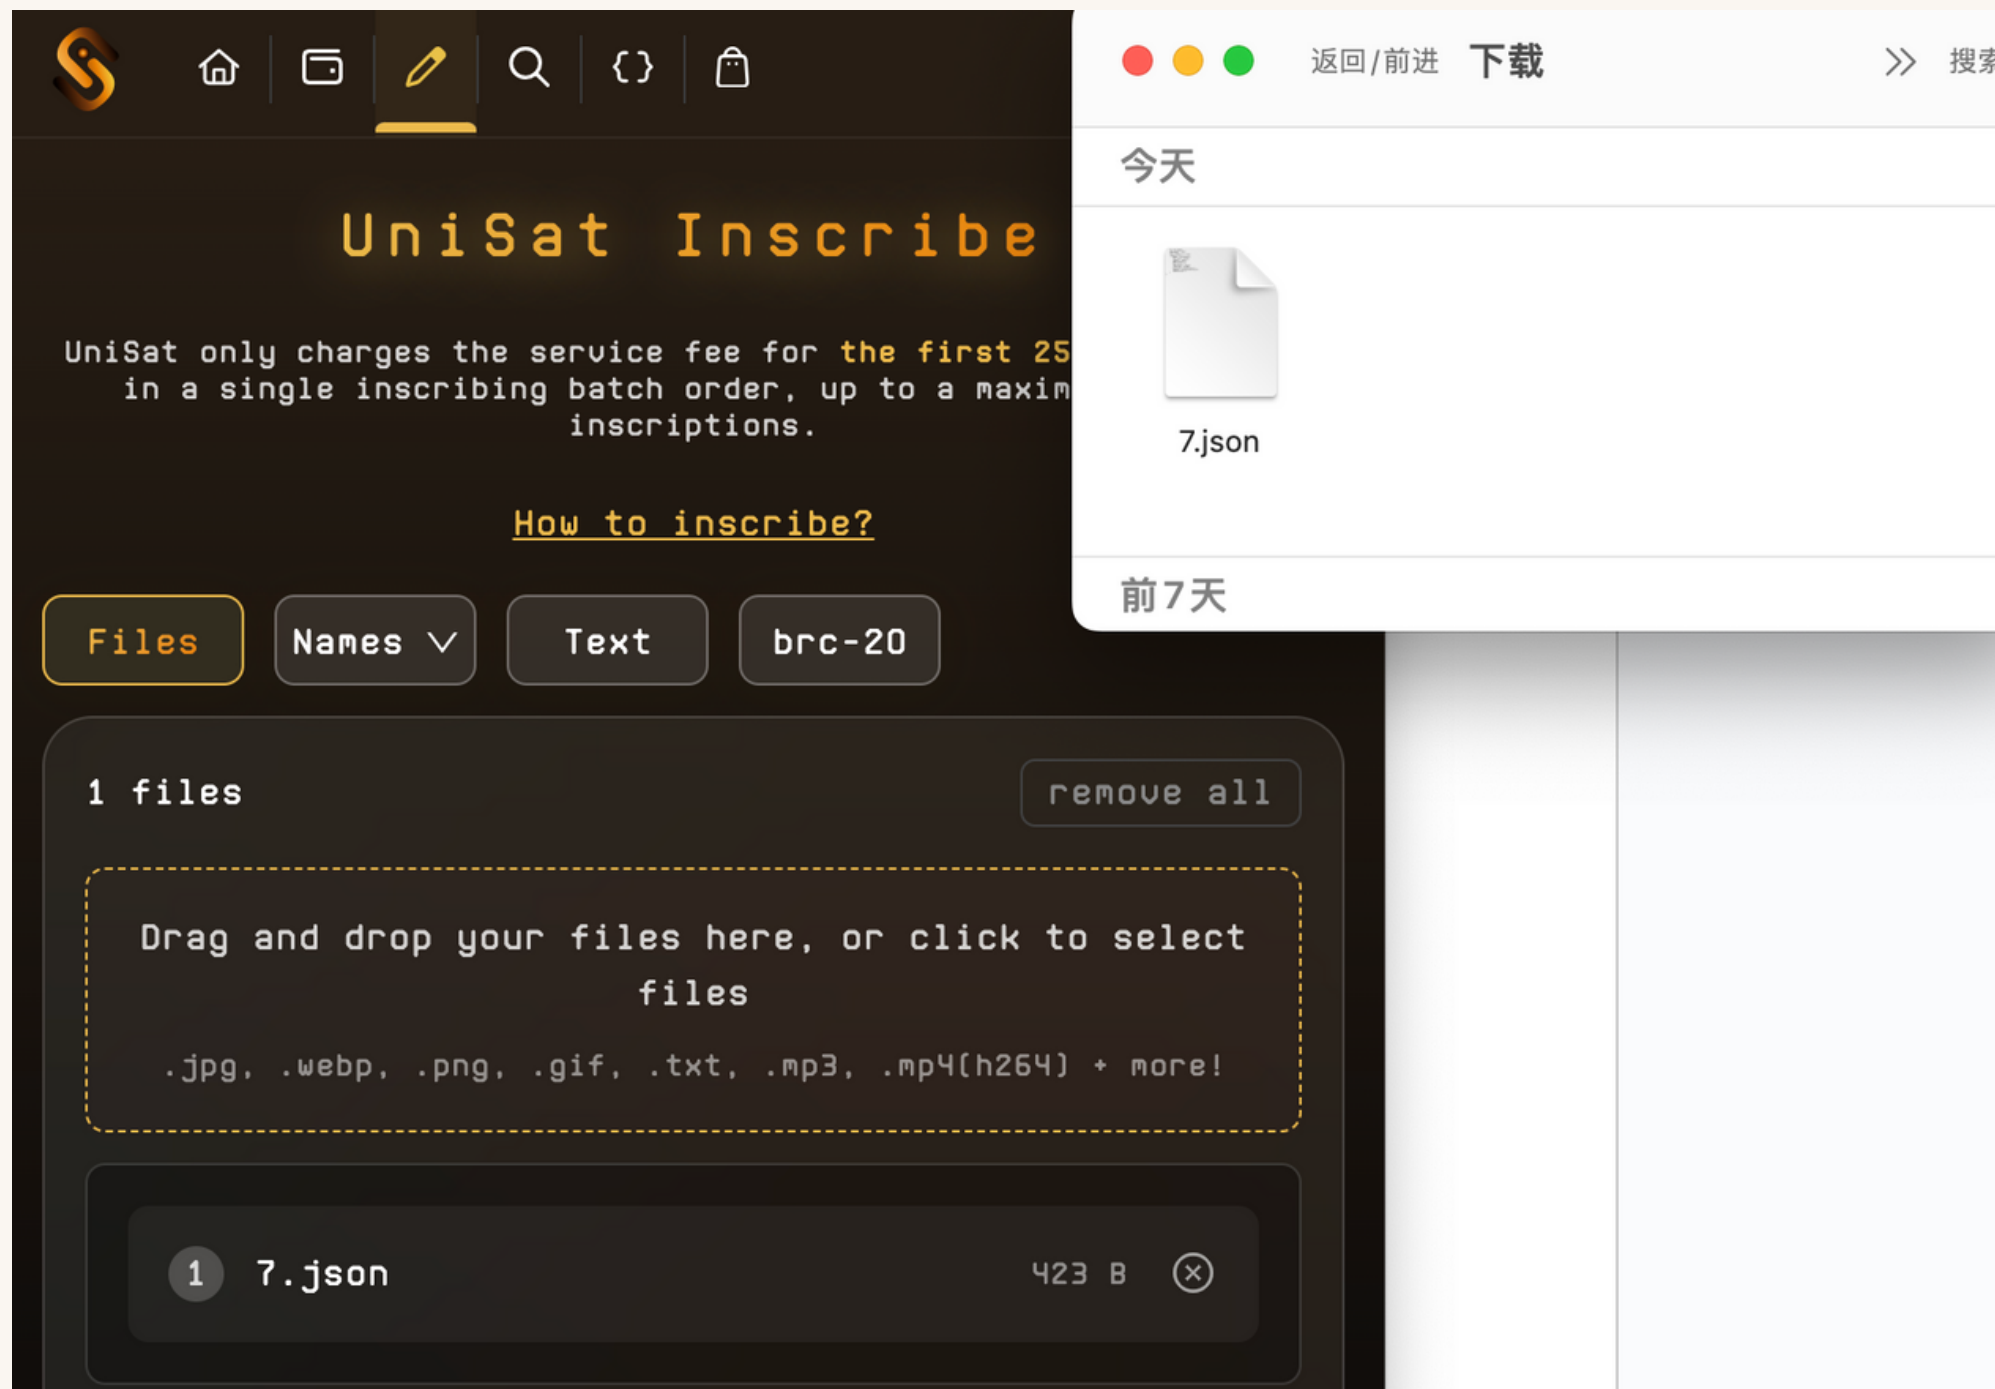 UniSat Inscribe
UniSat only charges the service fee for the first 25
in a single inscribing batch order, up to a maxim
inscriptions.
How to inscribe?
Files
Names
Text
brc-20
1 files
remove all
Drag and drop your files here, or click to select
files
.jpg, .webp, .png, .gif, .txt, .mp3, .mp4(h264) + more!
1
7.json
423 B
返回/前进
下载
搜索
今天
7.json
前7天